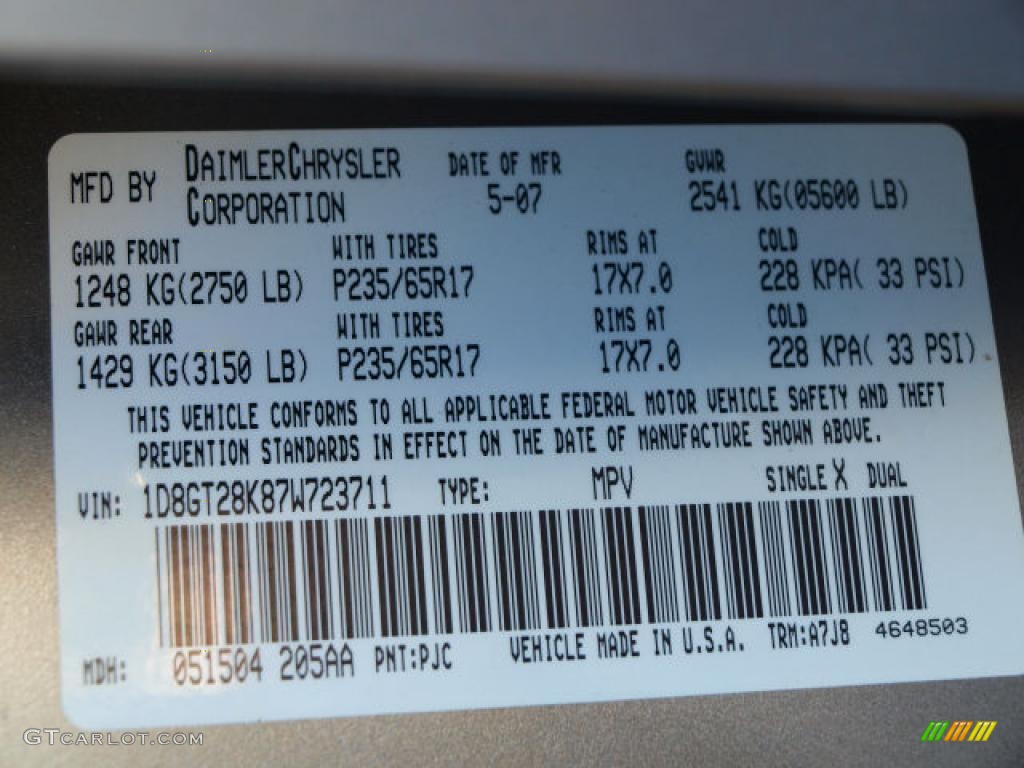 MFD BY DAIMLERCHRYSLER CORPORATION DATE OF MFR 5-07 GVWR 2541 KG(05600 LB)
GAWR FRONT WITH TIRES RIMS AT COLD
1248 KG(2750 LB) P235/65R17 17X7.0 228 KPA( 33 PSI)
GAWR REAR WITH TIRES RIMS AT COLD
1429 KG(3150 LB) P235/65R17 17X7.0 228 KPA( 33 PSI)
THIS VEHICLE CONFORMS TO ALL APPLICABLE FEDERAL MOTOR VEHICLE SAFETY AND THEFT
PREVENTION STANDARDS IN EFFECT ON THE DATE OF MANUFACTURE SHOWN ABOVE.
VIN: 1D8GT28K87W723711 TYPE: MPV SINGLE X DUAL
MDH: 051504 205AA PNT:PJC VEHICLE MADE IN U.S.A. TRM:A7J8 4648503
GTCARLOT.COM